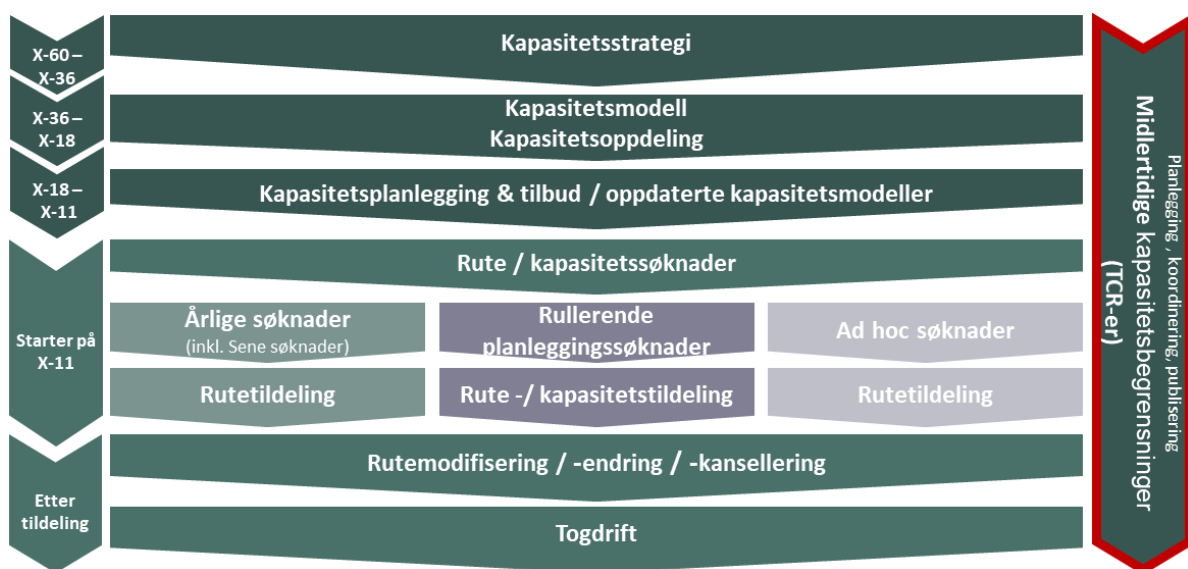 X-60 –
X-36
Kapasitetsstrategi
X-36 –
X-18
Kapasitetsmodell
Kapasitetsoppdeling
X-18 –
X-11
Kapasitetsplanlegging & tilbud / oppdaterte kapasitetsmodeller
Starter på
X-11
Rute / kapasitetssøknader
Årlige søknader
(inkl. Sene søknader)
Rullerende
planleggingssøknader
Ad hoc søknader
Rutetildeling
Rute -/ kapasitetstildeling
Rutetildeling
Etter
tildeling
Rutemodifisering / -endring / -kansellering
Togdrift
Planlegging , koordinering, publisering
Midlertidige kapasitetsbegrensninger
(TCR-er)